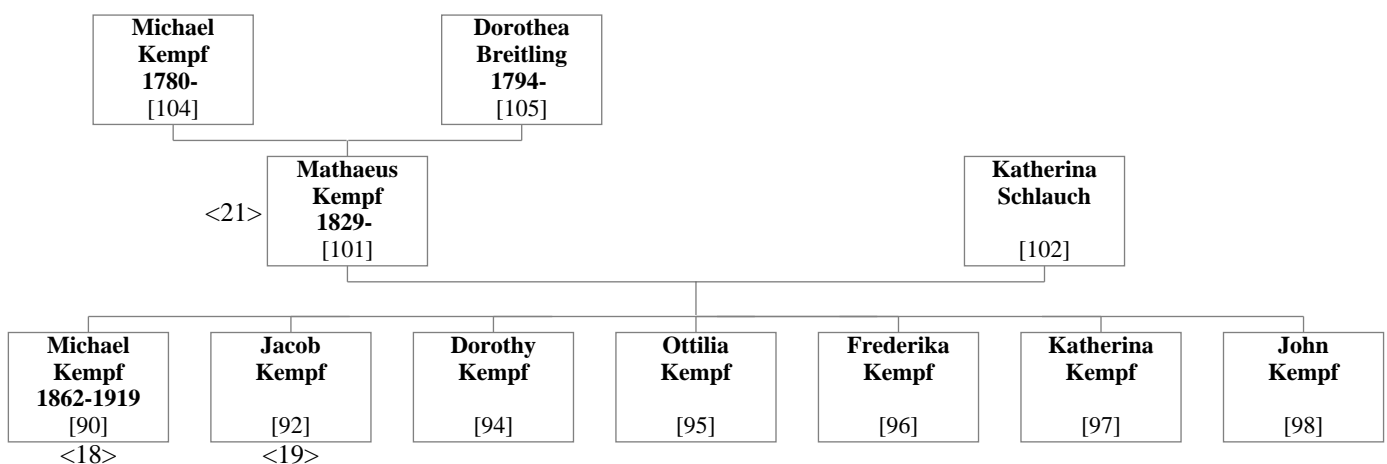 Michael
Kempf
1780-
[104]
Dorothea
Breitling
1794-
[105]
<21>
Mathaeus
Kempf
1829-
[101]
Katherina
Schlauch
[102]
Michael
Kempf
1862-1919
[90]
<18>
Jacob
Kempf
[92]
<19>
Dorothy
Kempf
[94]
Ottilia
Kempf
[95]
Frederika
Kempf
[96]
Katherina
Kempf
[97]
John
Kempf
[98]